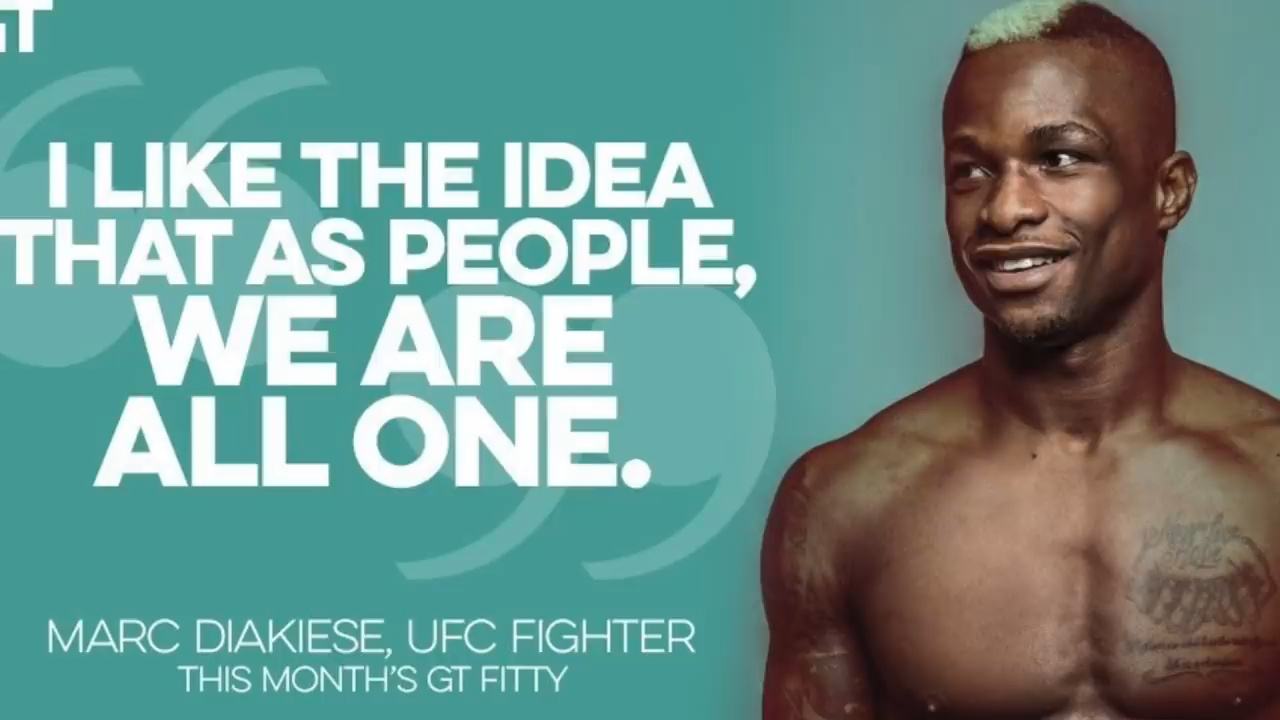 GT
I LIKE THE IDEA
THAT AS PEOPLE,
WE ARE
ALL ONE.
MARC DIAKIESE, UFC FIGHTER
THIS MONTH'S GT FITTY